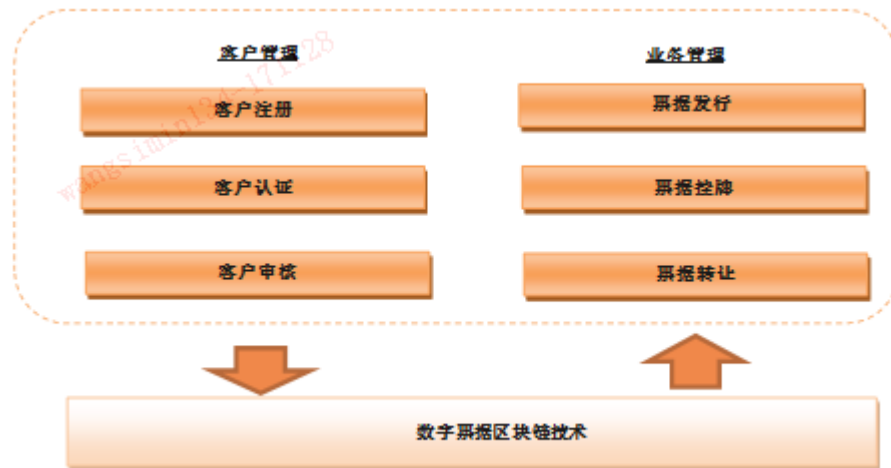 客户管理
客户注册
客户认证
客户审核
业务管理
票据发行
票据挂牌
票据转让
数字票据区块链技术
wangsimin134-171128